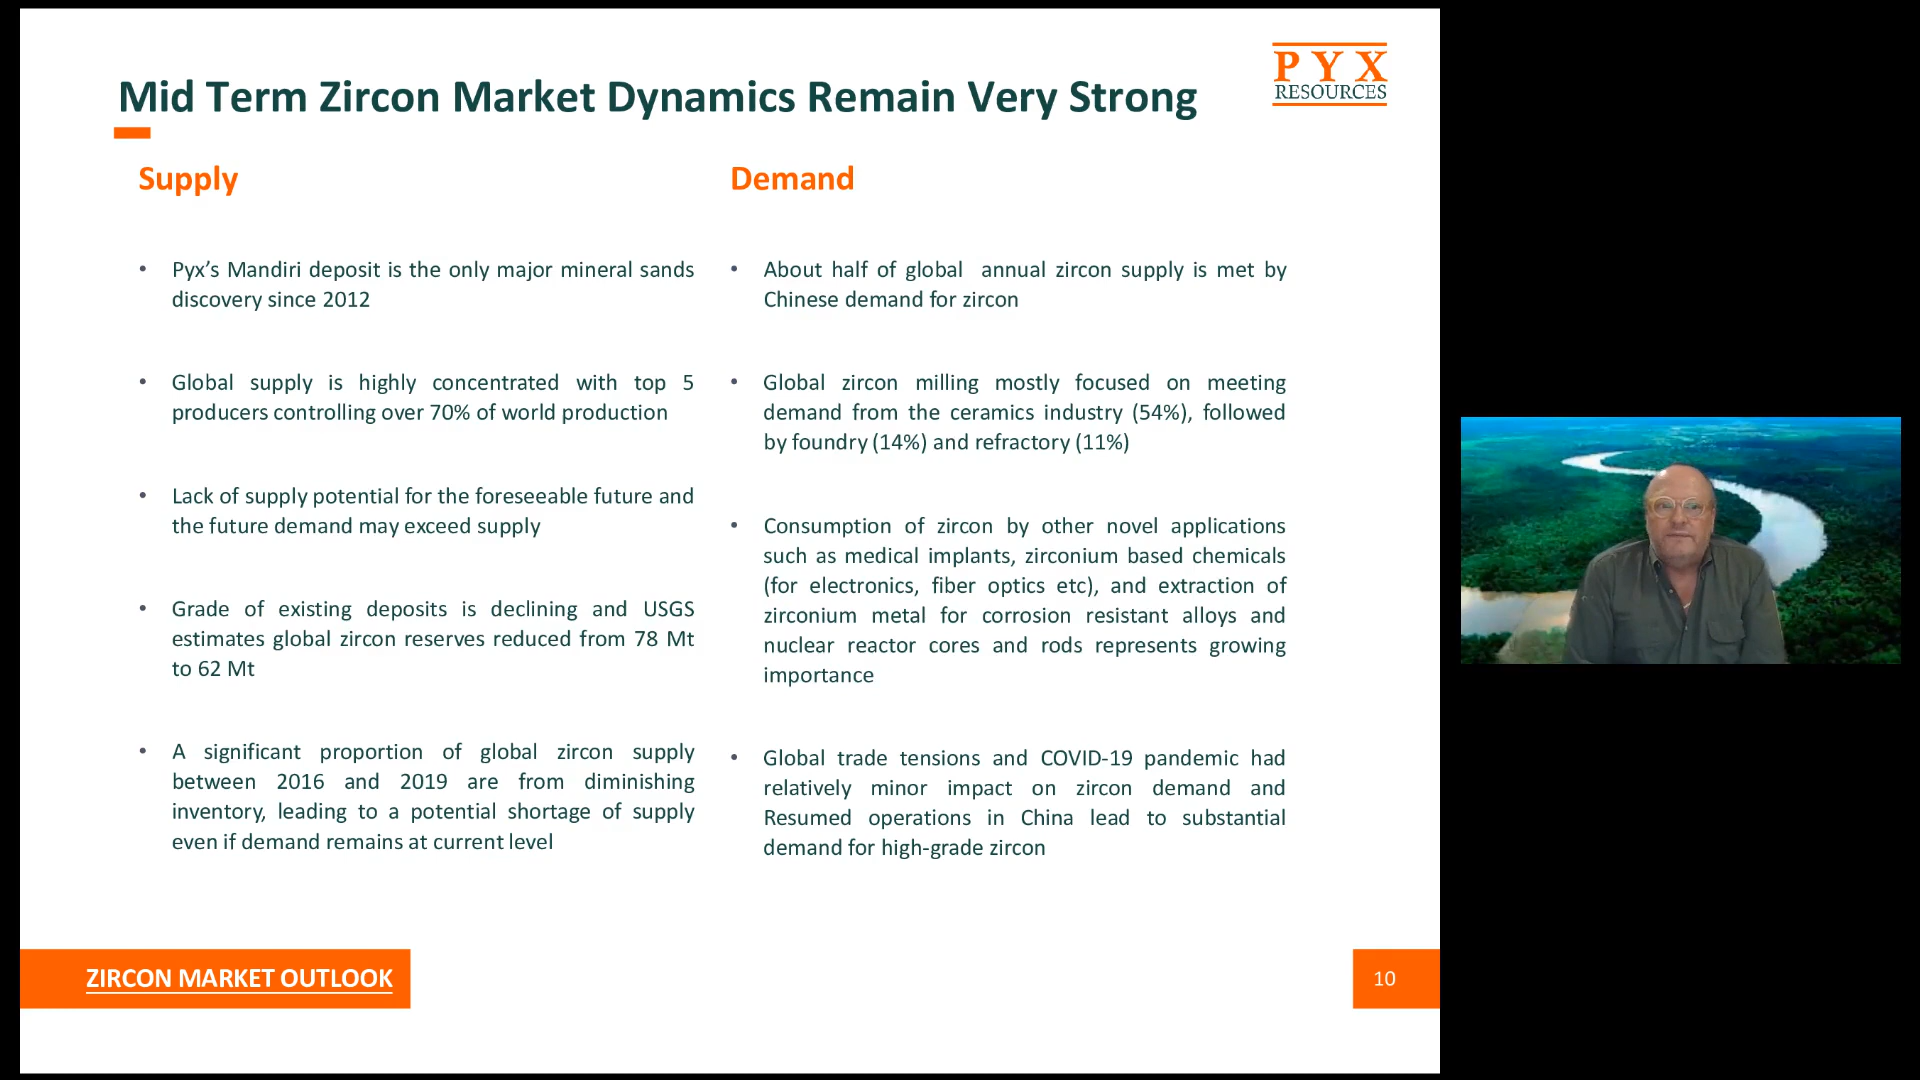 Mid Term Zircon Market Dynamics Remain Very Strong
PYX
RESOURCES
Supply
• Pyx’s Mandiri deposit is the only major mineral sands
discovery since 2012
• Global supply is highly concentrated with top 5
producers controlling over 70% of world production
• Lack of supply potential for the foreseeable future and
the future demand may exceed supply
• Grade of existing deposits is declining and USGS
estimates global zircon reserves reduced from 78 Mt
to 62 Mt
• A significant proportion of global zircon supply
between 2016 and 2019 are from diminishing
inventory, leading to a potential shortage of supply
even if demand remains at current level
Demand
• About half of global annual zircon supply is met by
Chinese demand for zircon
• Global zircon milling mostly focused on meeting
demand from the ceramics industry (54%), followed
by foundry (14%) and refractory (11%)
• Consumption of zircon by other novel applications
such as medical implants, zirconium based chemicals
(for electronics, fiber optics etc), and extraction of
zirconium metal for corrosion resistant alloys and
nuclear reactor cores and rods represents growing
importance
• Global trade tensions and COVID-19 pandemic had
relatively minor impact on zircon demand and
Resumed operations in China lead to substantial
demand for high-grade zircon
ZIRCON MARKET OUTLOOK
10